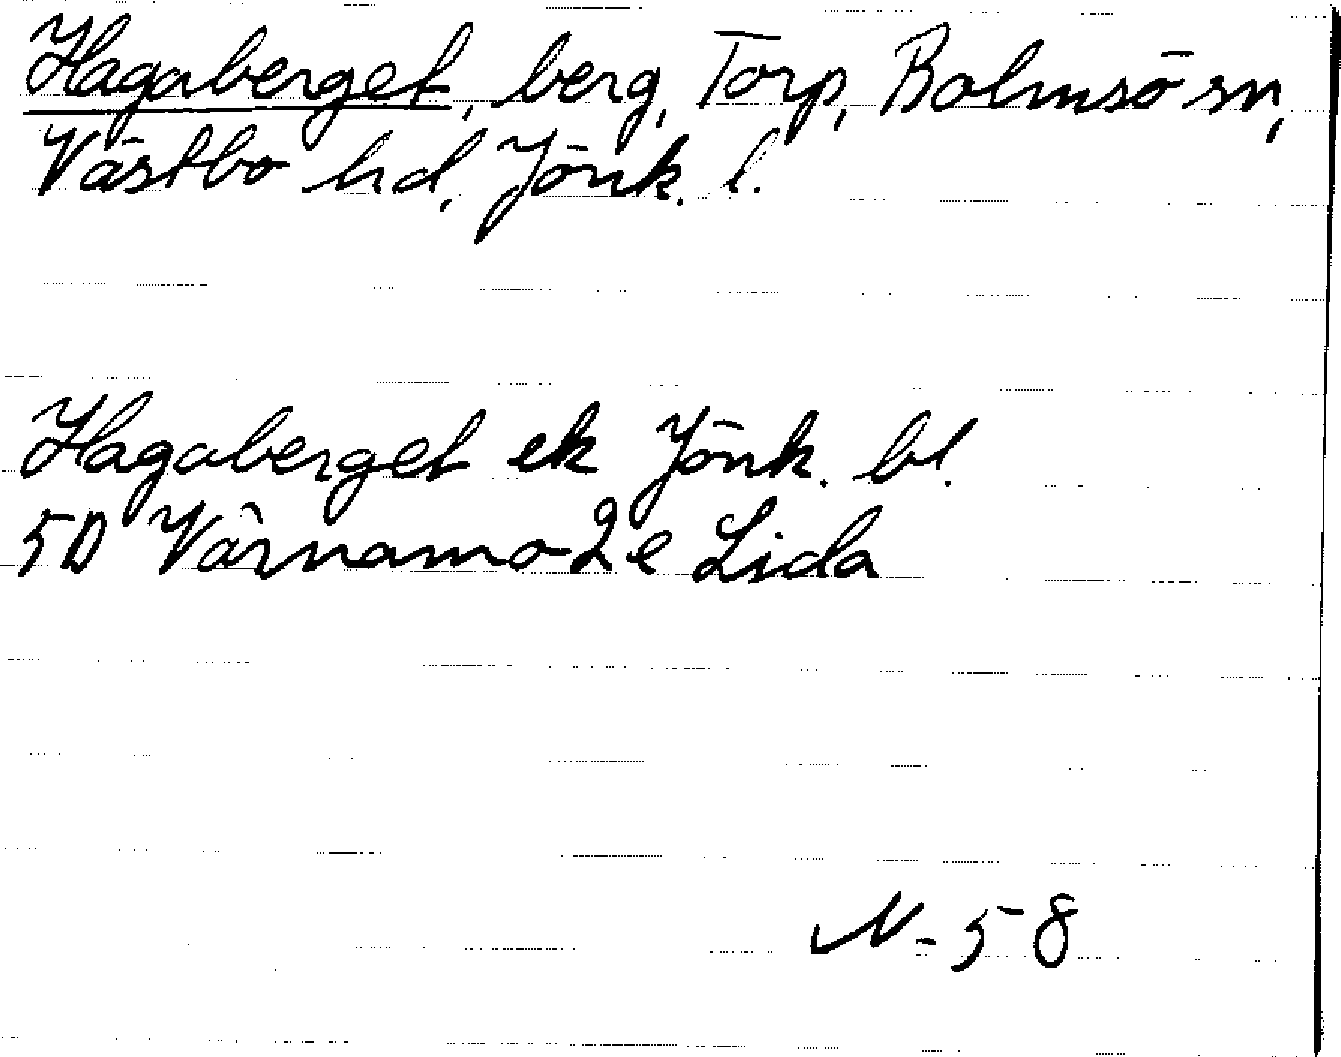 Hagaberget, berg, Torp, Bolmsö sn,
Västbo hd, Jönk. l.
Hagaberget ek Jönk. bl.
5D Värnamo 2e Lida
N-58